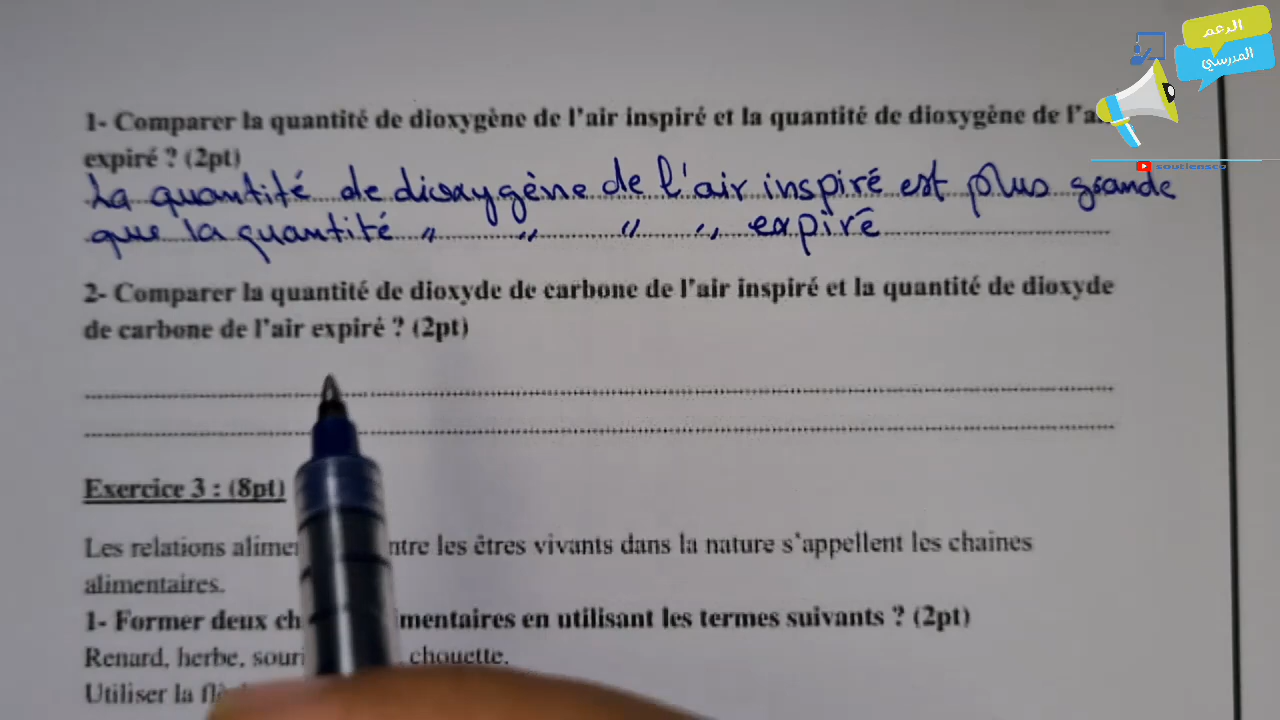 الدعم
المدرسي
soutiensco
1- Comparer la quantité de dioxygène de l'air inspiré et la quantité de dioxygène de l'a
expiré ? (2pt)
La quantité de dioxygène de l'air inspiré est plus grande
que la quantité " " " " expiré
2- Comparer la quantité de dioxyde de carbone de l'air inspiré et la quantité de dioxyde
de carbone de l'air expiré ? (2pt)
Exercice 3 : (8pt)
Les relations alime ntre les êtres vivants dans la nature s'appellent les chaines
alimentaires.
1- Former deux ch mentaires en utilisant les termes suivants ? (2pt)
Renard, herbe, souri chouette.
Utiliser la flè